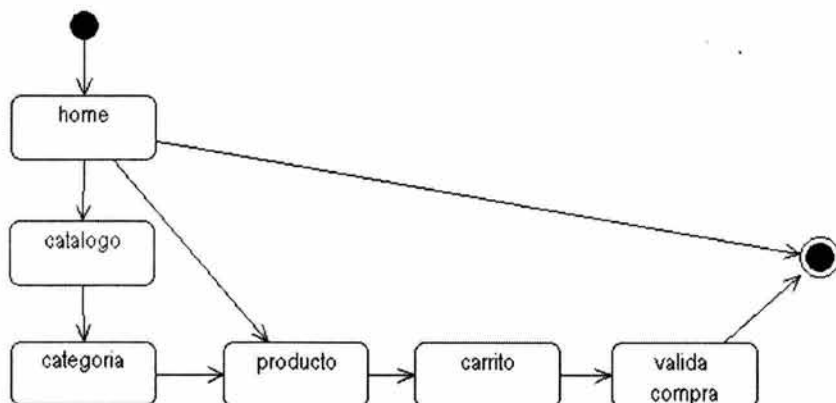 home
catalogo
categoria
producto
carrito
valida
compra